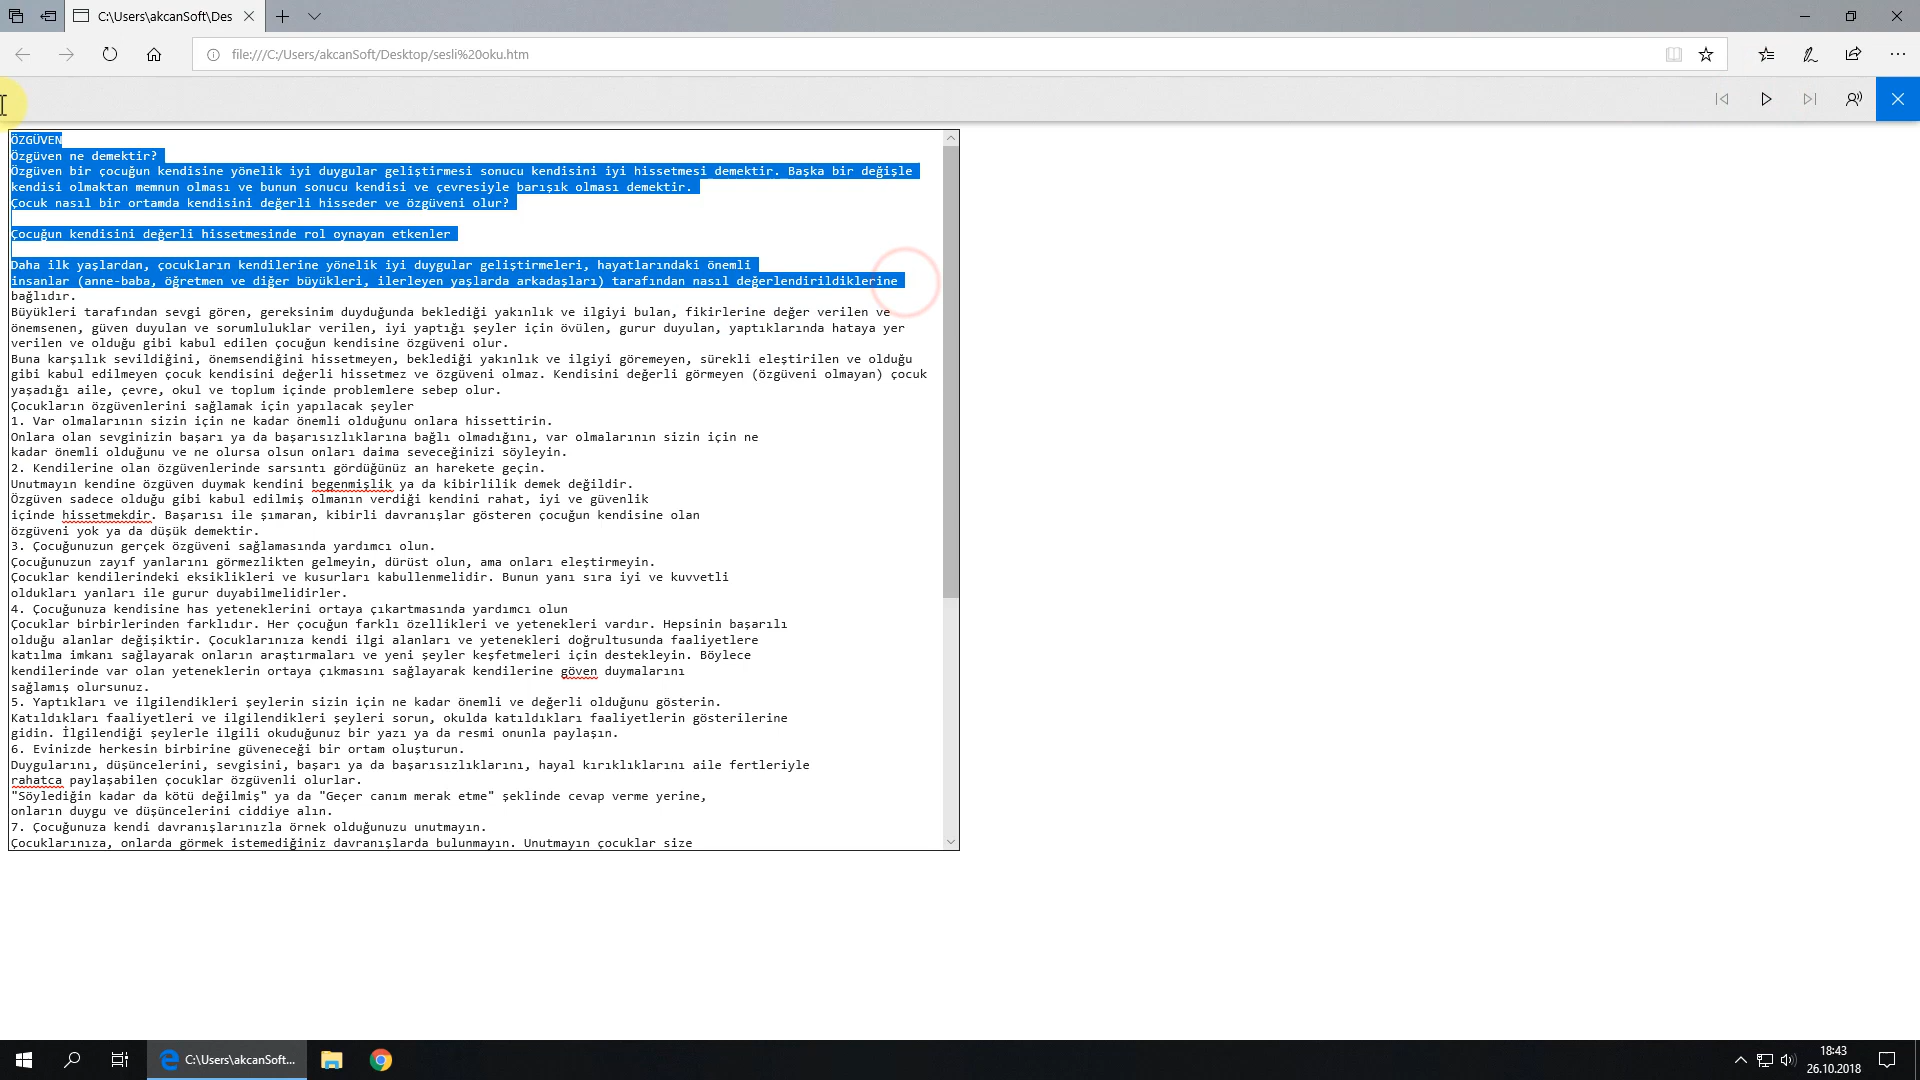 C:\Users\akcanSoft\Des
file:///C:/Users/akcanSoft/Desktop/sesli%20oku.htm
ÖZGÜVEN
Özgüven ne demektir?
Özgüven bir çocuğun kendisine yönelik iyi duygular geliştirmesi sonucu kendisini iyi hissetmesi demektir. Başka bir değişle
kendisi olmaktan memnun olması ve bunun sonucu kendisi ve çevresiyle barışık olması demektir.
Çocuk nasıl bir ortamda kendisini değerli hisseder ve özgüveni olur?
Çocuğun kendisini değerli hissetmesinde rol oynayan etkenler
Daha ilk yaşlardan, çocukların kendilerine yönelik iyi duygular geliştirmeleri, hayatlarındaki önemli
insanlar (anne-baba, öğretmen ve diğer büyükleri, ilerleyen yaşlarda arkadaşları) tarafından nasıl değerlendirildiklerine
bağlıdır.
Büyükleri tarafından sevgi gören, gereksinim duyduğunda beklediği yakınlık ve ilgiyi bulan, fikirlerine değer verilen ve
önemsenen, güven duyulan ve sorumluluklar verilen, iyi yaptığı şeyler için övülen, gurur duyulan, yaptıklarında hataya yer
verilen ve olduğu gibi kabul edilen çocuğun kendisine özgüveni olur.
Buna karşılık sevildiğini, önemsendiğini hissetmeyen, beklediği yakınlık ve ilgiyi göremeyen, sürekli eleştirilen ve olduğu
gibi kabul edilmeyen çocuk kendisini değerli hissetmez ve özgüveni olmaz. Kendisini değerli görmeyen (özgüveni olmayan) çocuk
yaşadığı aile, çevre, okul ve toplum içinde problemlere sebep olur.
Çocukların özgüvenlerini sağlamak için yapılacak şeyler
1. Var olmalarının sizin için ne kadar önemli olduğunu onlara hissettirin.
Onlara olan sevginizin başarı ya da başarısızlıklarına bağlı olmadığını, var olmalarının sizin için ne
kadar önemli olduğunu ve ne olursa olsun onları daima seveceğinizi söyleyin.
2. Kendilerine olan özgüvenlerinde sarsıntı gördüğünüz an harekete geçin.
Unutmayın kendine özgüven duymak kendini begenmişlik ya da kibirlilik demek değildir.
Özgüven sadece olduğu gibi kabul edilmiş olmanın verdiği kendini rahat, iyi ve güvenlik
içinde hissetmekdir. Başarısı ile şımaran, kibirli davranışlar gösteren çocuğun kendisine olan
özgüveni yok ya da düşük demektir.
3. Çocuğunuzun gerçek özgüveni sağlamasında yardımcı olun.
Çocuğunuzun zayıf yanlarını görmezlikten gelmeyin, dürüst olun, ama onları eleştirmeyin.
Çocuklar kendilerindeki eksiklikleri ve kusurları kabullenmelidir. Bunun yanı sıra iyi ve kuvvetli
oldukları yanları ile gurur duyabilmelidirler.
4. Çocuğunuza kendisine has yeteneklerini ortaya çıkartmasında yardımcı olun
Çocuklar birbirlerinden farklıdır. Her çocuğun farklı özellikleri ve yetenekleri vardır. Hepsinin başarılı
olduğu alanlar değişiktir. Çocuklarınıza kendi ilgi alanları ve yetenekleri doğrultusunda faaliyetlere
katılma imkanı sağlayarak onların araştırmaları ve yeni şeyler keşfetmeleri için destekleyin. Böylece
kendilerinde var olan yeteneklerin ortaya çıkmasını sağlayarak kendilerine göven duymalarını
sağlamış olursunuz.
5. Yaptıkları ve ilgilendikleri şeylerin sizin için ne kadar önemli ve değerli olduğunu gösterin.
Katıldıkları faaliyetleri ve ilgilendikleri şeyleri sorun, okulda katıldıkları faaliyetlerin gösterilerine
gidin. İlgilendiği şeylerle ilgili okuduğunuz bir yazı ya da resmi onunla paylaşın.
6. Evinizde herkesin birbirine güveneceği bir ortam oluşturun.
Duygularını, düşüncelerini, sevgisini, başarı ya da başarısızlıklarını, hayal kırıklıklarını aile fertleriyle
rahatca paylaşabilen çocuklar özgüvenli olurlar.
"Söylediğin kadar da kötü değilmiş" ya da "Geçer canım merak etme" şeklinde cevap verme yerine,
onların duygu ve düşüncelerini ciddiye alın.
7. Çocuğunuza kendi davranışlarınızla örnek olduğunuzu unutmayın.
Çocuklarınıza, onlarda görmek istemediğiniz davranışlarda bulunmayın. Unutmayın çocuklar size
C:\Users\akcanSoft...
18:43
26.10.2018